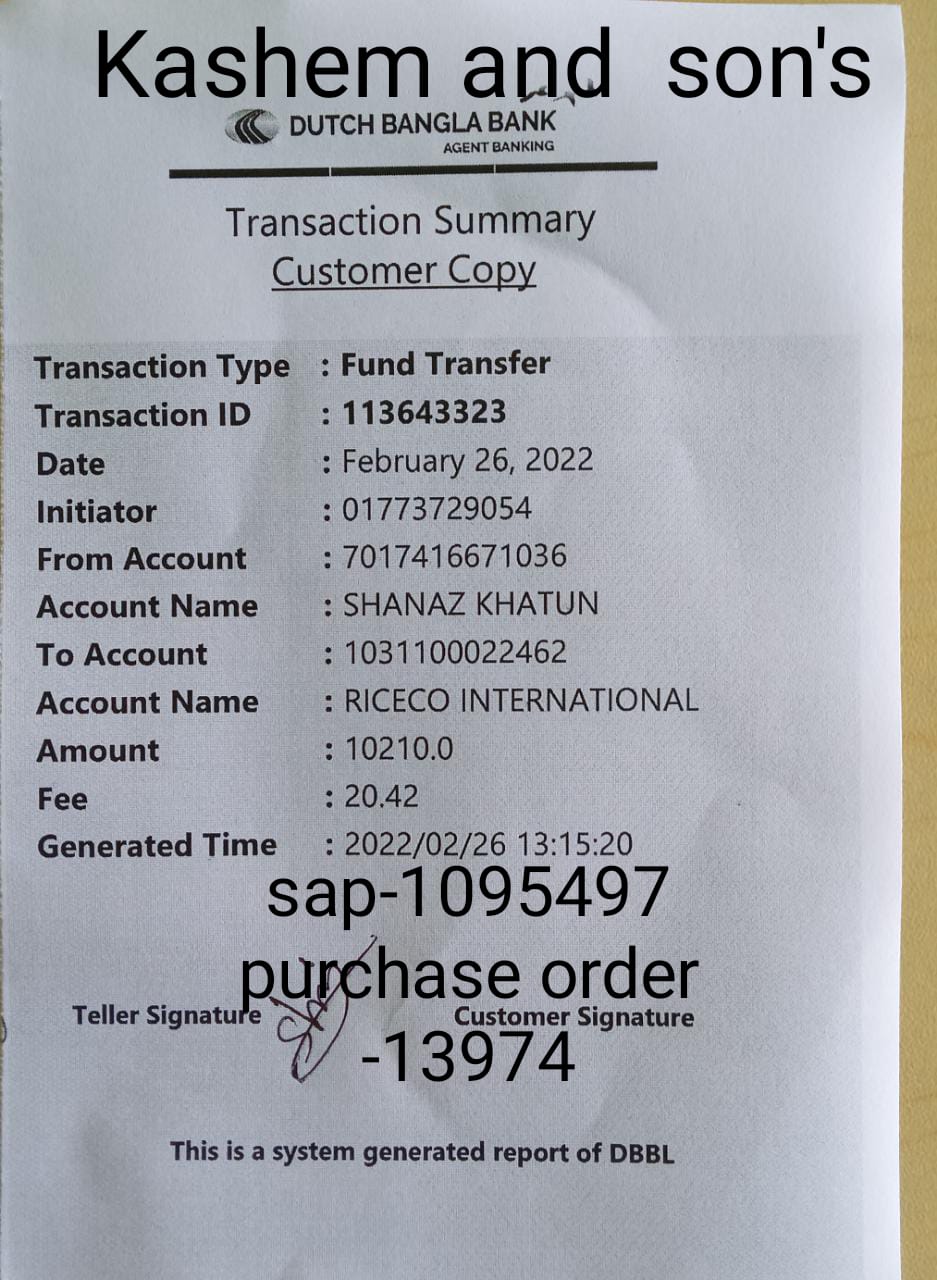 Kashem and son's
DUTCH BANGLA BANK
AGENT BANKING
Transaction Summary
Customer Copy
Transaction Type : Fund Transfer
Transaction ID : 113643323
Date : February 26, 2022
Initiator : 01773729054
From Account : 7017416671036
Account Name : SHANAZ KHATUN
To Account : 1031100022462
Account Name : RICECO INTERNATIONAL
Amount : 10210.0
Fee : 20.42
Generated Time : 2022/02/26 13:15:20
sap-1095497
purchase order
Teller Signature Customer Signature
-13974
This is a system generated report of DBBL